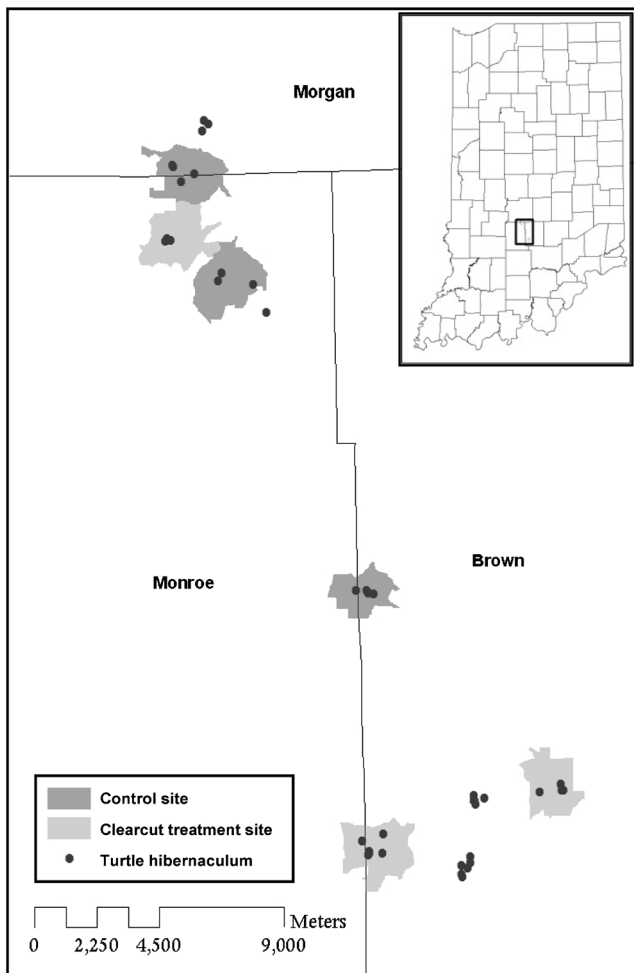 Morgan
Brown
Monroe
Control site
Clearcut treatment site
Turtle hibernaculum
Meters
0 2,250 4,500 9,000